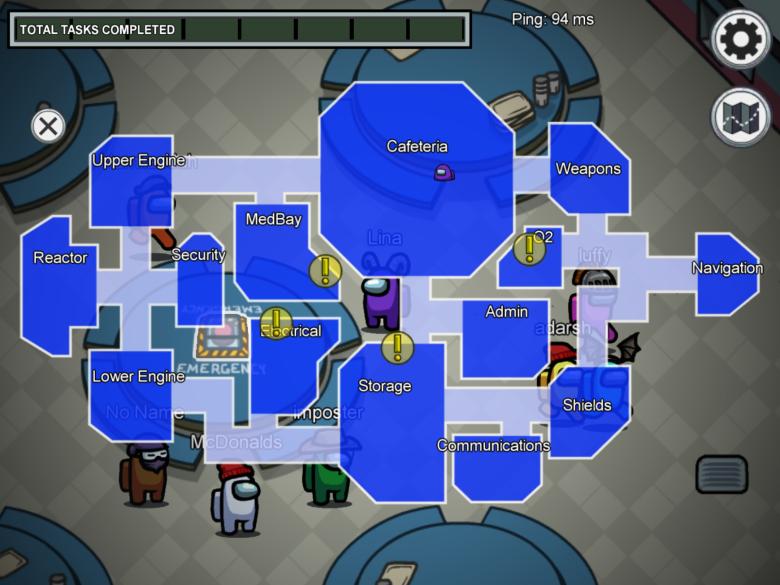 TOTAL TASKS COMPLETED
Ping: 94 ms
Cafeteria
Upper Engine
Weapons
MedBay
Lina
O2
Security
luffy
Reactor
Navigation
Admin
adarsh
EMERGENCY
EMERGENCY
Lower Engine
Storage
Shields
No Name
imposter
McDonalds
Communications